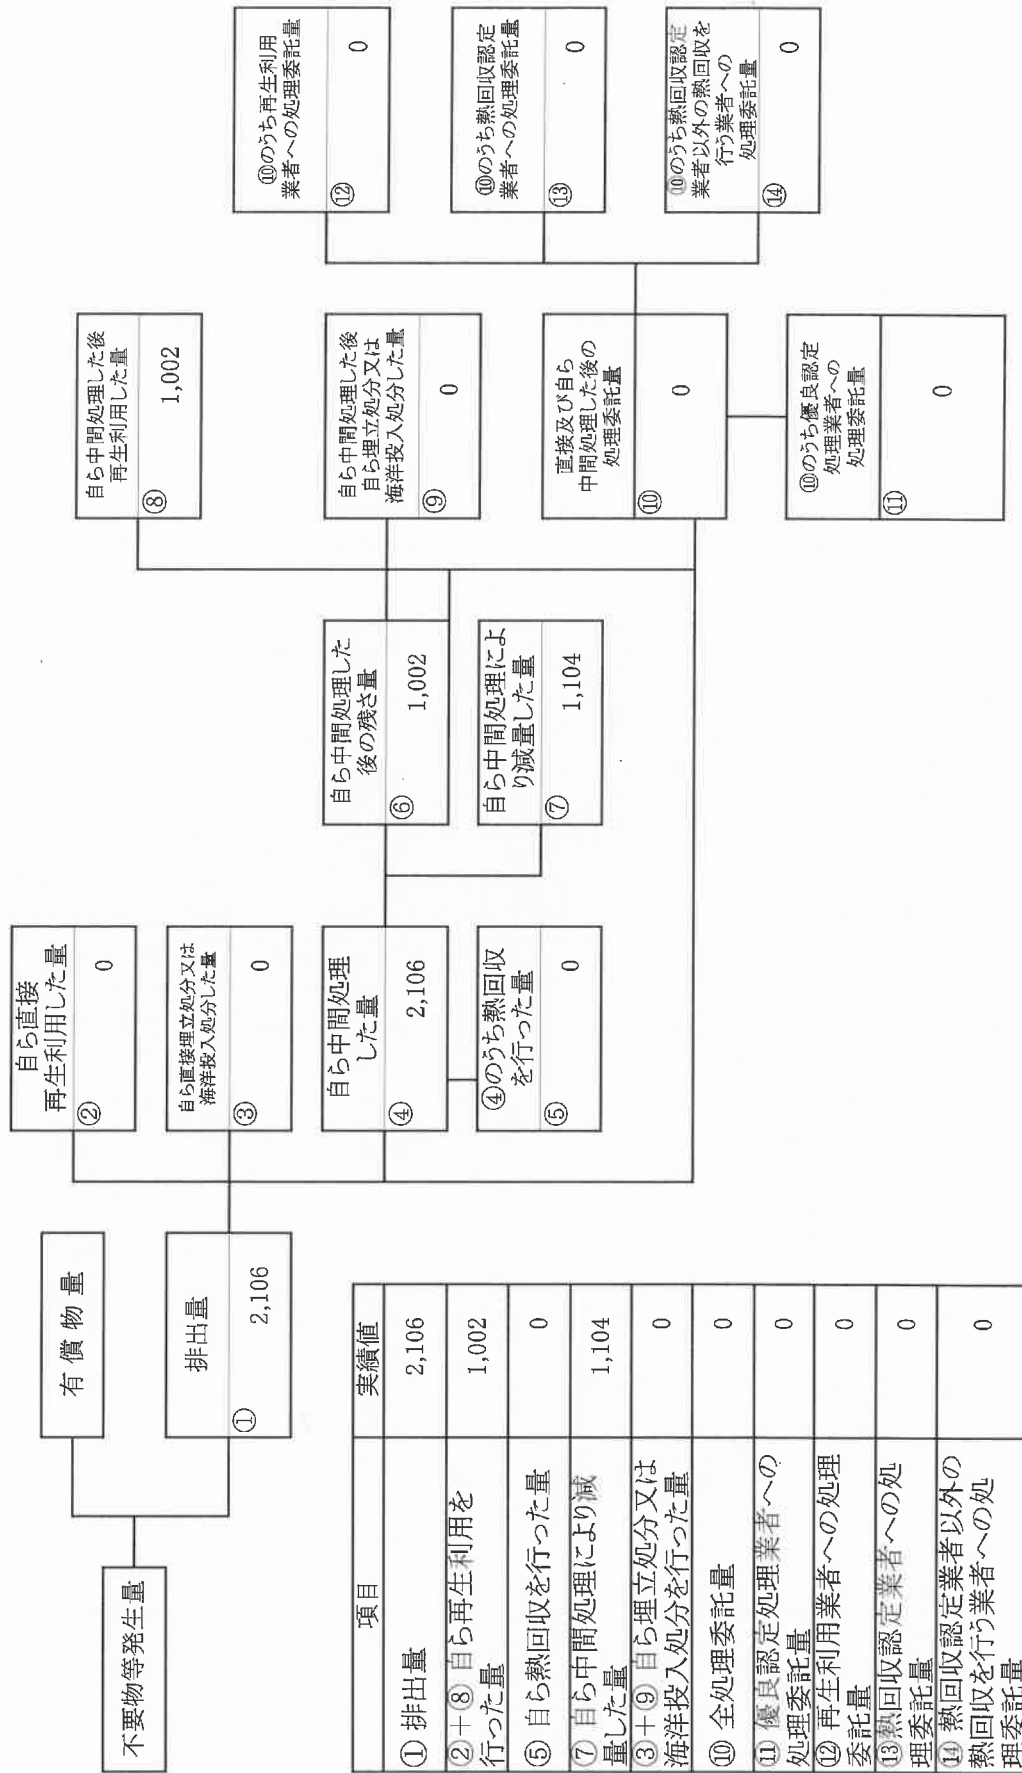 不要物等発生量
有償物量
排出量
①
2,106
自ら直接
再生利用した量
②
0
自ら直接埋立処分又は
海洋投入処分した量
③
0
自ら中間処理
した量
④
2,106
④のうち熱回収
を行った量
⑤
0
自ら中間処理した
後の残さ量
⑥
1,002
自ら中間処理によ
り減量した量
⑦
1,104
自ら中間処理した後
再生利用した量
⑧
1,002
自ら中間処理した後
自ら埋立処分又は
海洋投入処分した量
⑨
0
直接及び自ら
中間処理した後の
処理委託量
⑩
0
⑩のうち優良認定
処理業者への
処理委託量
⑪
0
⑩のうち再生利用
業者への処理委託量
⑫
0
⑩のうち熱回収認定
業者への処理委託量
⑬
0
⑩のうち熱回収認定
業者以外の熱回収を
行う業者への
処理委託量
⑭
0
項目 実績値
①排出量 2,106
②+⑧自ら再生利用を
行った量 1,002
⑤自ら熱回収を行った量 0
⑦自ら中間処理により減
量した量 1,104
③+⑨自ら埋立処分又は
海洋投入処分を行った量 0
⑩全処理委託量 0
⑪優良認定処理業者への
処理委託量 0
⑫再生利用業者への処理
委託量 0
⑬熱回収認定業者への処
理委託量 0
⑭熱回収認定業者以外の
熱回収を行う業者への処
理委託量 0